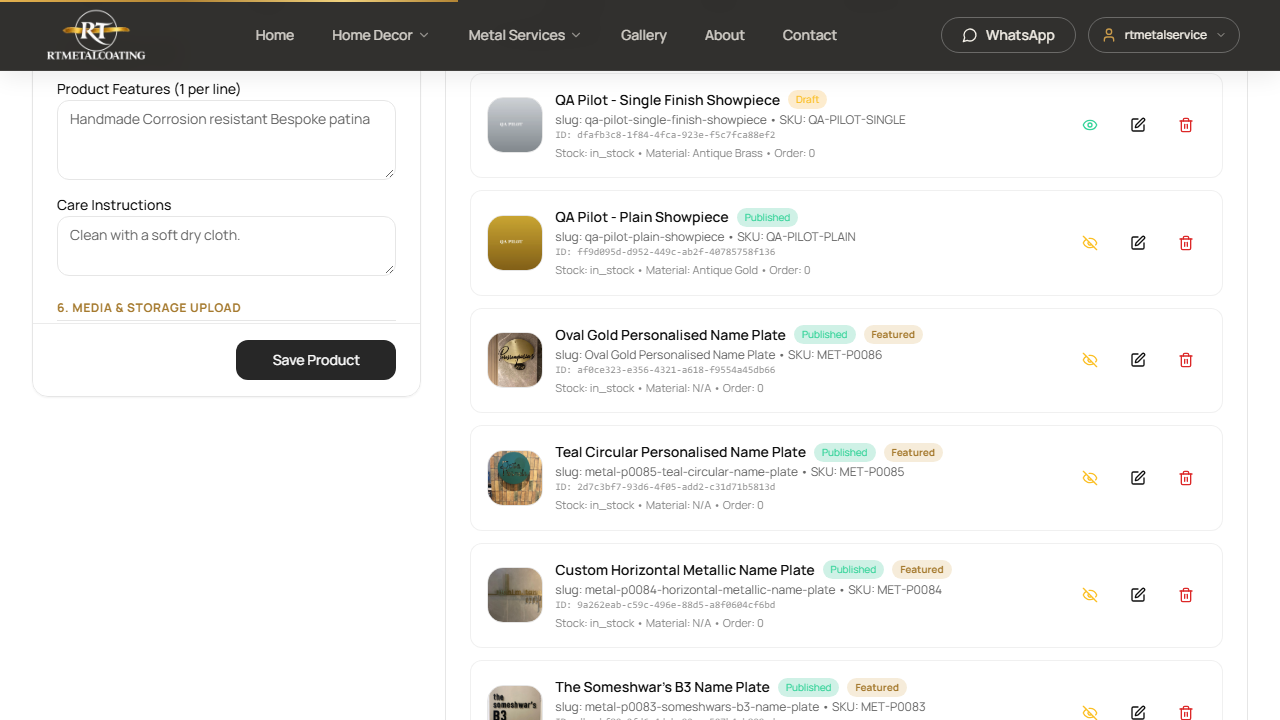 RT
RTMETALCOATING
Home
Home Decor
Metal Services
Gallery
About
Contact
WhatsApp
rtmetalservice
Product Features (1 per line)
Handmade Corrosion resistant Bespoke patina
Care Instructions
Clean with a soft dry cloth.
6. MEDIA & STORAGE UPLOAD
Save Product
QA PILOT
QA Pilot - Single Finish Showpiece Draft
slug: qa-pilot-single-finish-showpiece • SKU: QA-PILOT-SINGLE
ID: dfafb3c8-1f84-4fca-923e-f5c7fca88ef2
Stock: in_stock • Material: Antique Brass • Order: 0
QA PILOT
QA Pilot - Plain Showpiece Published
slug: qa-pilot-plain-showpiece • SKU: QA-PILOT-PLAIN
ID: ff9d095d-d952-449c-ab2f-40785758f136
Stock: in_stock • Material: Antique Gold • Order: 0
Oval Gold Personalised Name Plate Published Featured
slug: Oval Gold Personalised Name Plate • SKU: MET-P0086
ID: af0ce323-e356-4321-a618-f9554a45db66
Stock: in_stock • Material: N/A • Order: 0
Teal Circular Personalised Name Plate Published Featured
slug: metal-p0085-teal-circular-name-plate • SKU: MET-P0085
ID: 2d7c3bf7-93d6-4f05-add2-c31d71b5813d
Stock: in_stock • Material: N/A • Order: 0
Custom Horizontal Metallic Name Plate Published Featured
slug: metal-p0084-horizontal-metallic-name-plate • SKU: MET-P0084
ID: 9a262eab-c59c-496e-88d5-a8f0604cf6bd
Stock: in_stock • Material: N/A • Order: 0
the
someshwar's
B3
The Someshwar's B3 Name Plate Published Featured
slug: metal-p0083-someshwars-b3-name-plate • SKU: MET-P0083